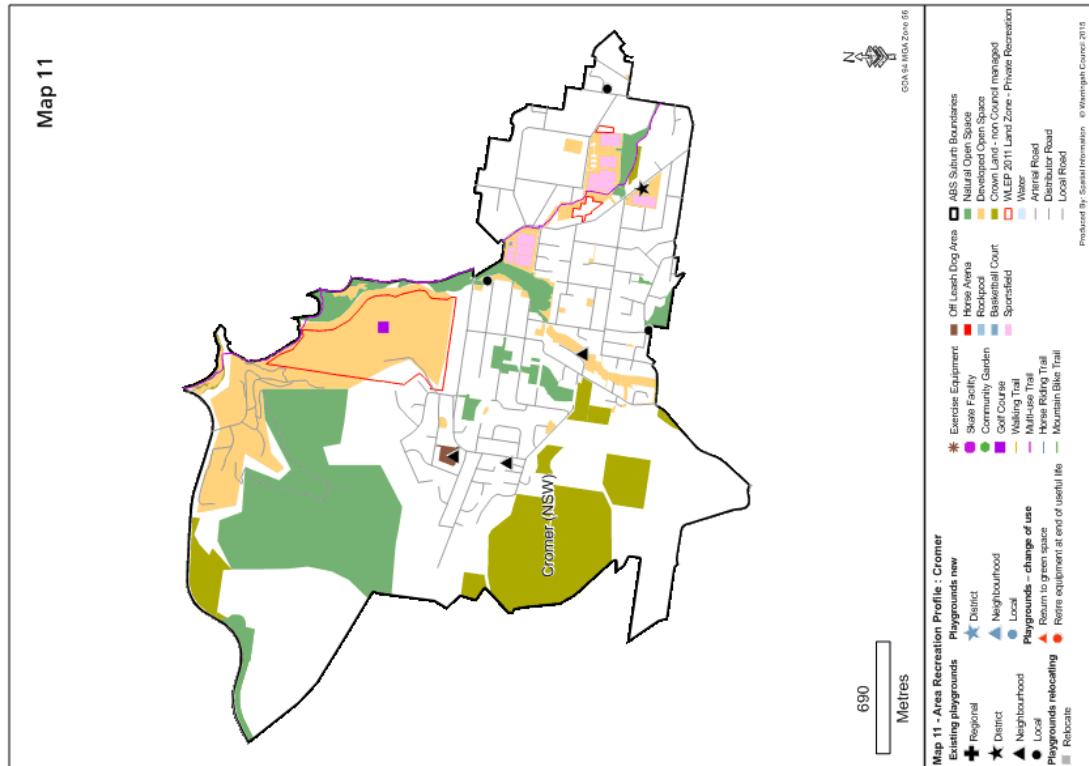 Map 11
N
GDA 94 MGA Zone 56
Cromer (NSW)
690
Metres
Map 11 - Area Recreation Profile : Cromer
Existing playgrounds
Regional
District
Neighbourhood
Local
Playgrounds relocating
Relocate
Playgrounds new
District
Neighbourhood
Local
Playgrounds – change of use
Return to green space
Retire equipment at end of useful life
Exercise Equipment
Skate Facility
Community Garden
Golf Course
Walking Trail
Multi-use Trail
Horse Riding Trail
Mountain Bike Trail
Off Leash Dog Area
Horse Arena
Rockpool
Basketball Court
Sportsfield
ABS Suburb Boundaries
Natural Open Space
Developed Open Space
Crown Land - non Council managed
WLEP 2011 Land Zone - Private Recreation
Water
Arterial Road
Distributor Road
Local Road
Produced By: Spatial Information © Warringah Council 2015